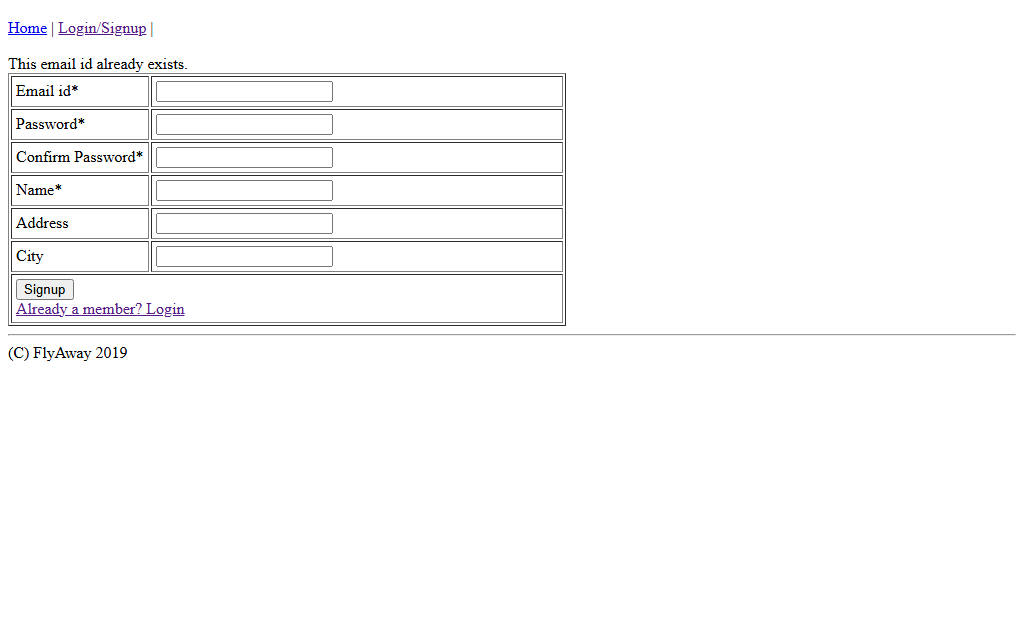 Home | Login/Signup |
This email id already exists.
Email id*
Password*
Confirm Password*
Name*
Address
City
Signup
Already a member? Login
(C) FlyAway 2019